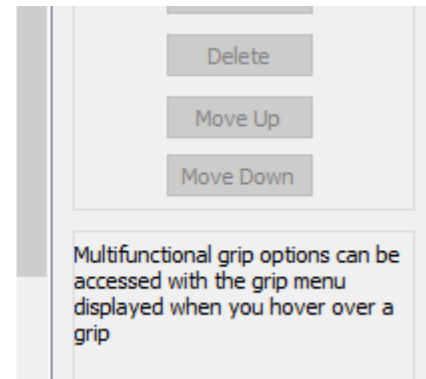 Delete
Move Up
Move Down
Multifunctional grip options can be
accessed with the grip menu
displayed when you hover over a
grip